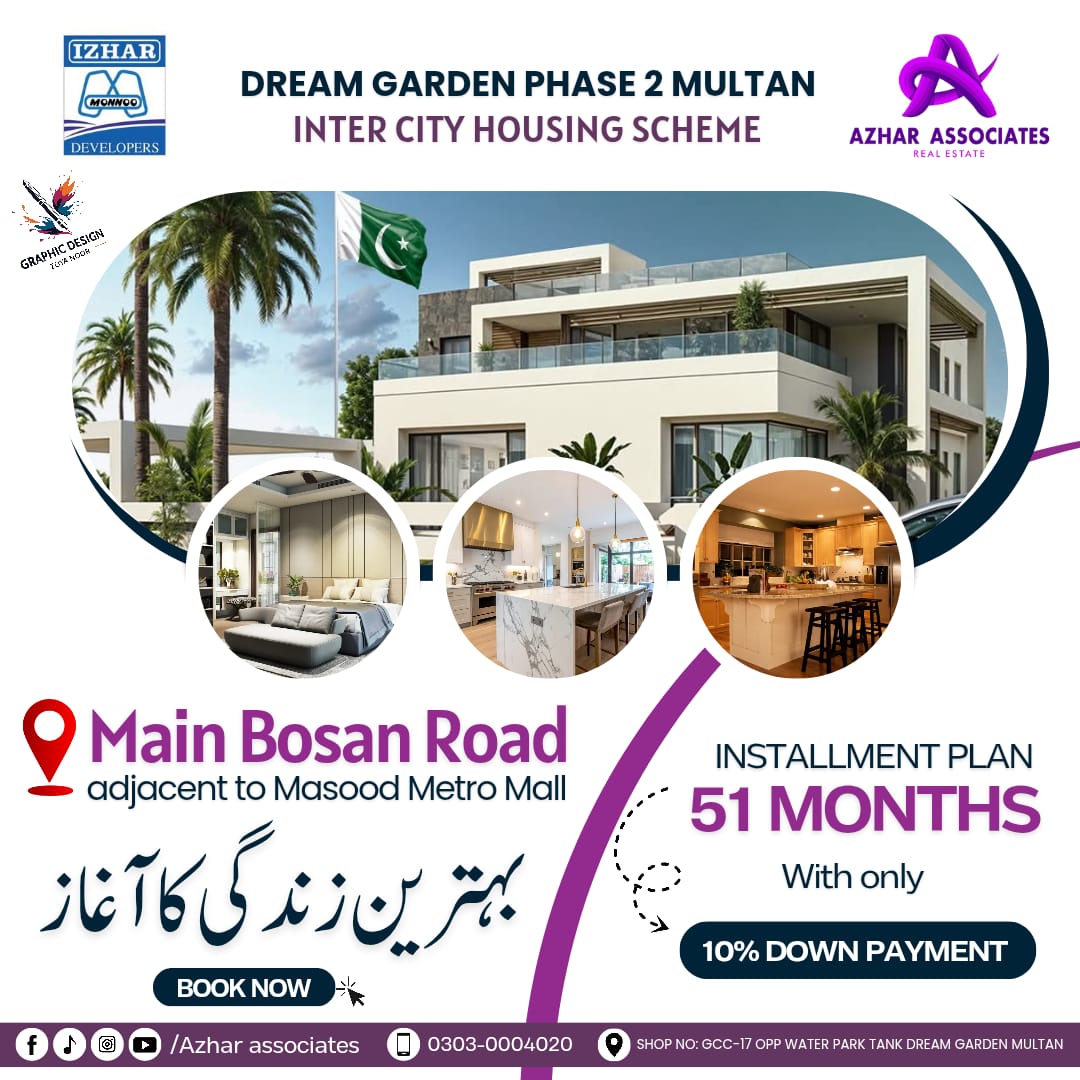 IZHAR
MONNOO
DEVELOPERS
DREAM GARDEN PHASE 2 MULTAN
INTER CITY HOUSING SCHEME
AZHAR ASSOCIATES
REAL ESTATE
GRAPHIC DESIGN
ZOYA NOOR
Main Bosan Road
adjacent to Masood Metro Mall
بہترین زندگی کا آغاز
BOOK NOW
INSTALLMENT PLAN
51 MONTHS
With only
10% DOWN PAYMENT
/Azhar associates
0303-0004020
SHOP NO: GCC-17 OPP WATER PARK TANK DREAM GARDEN MULTAN